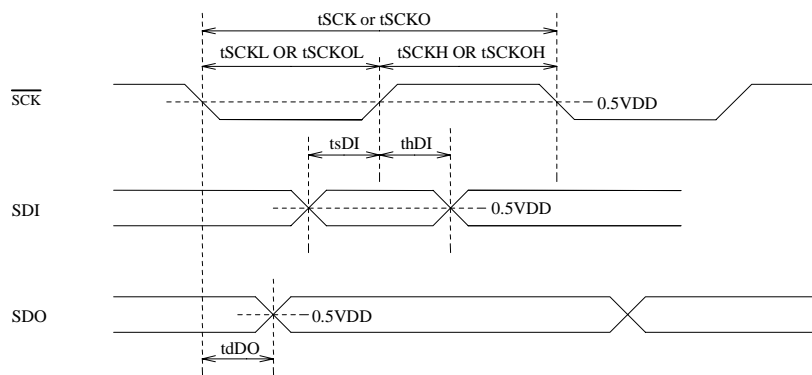 tSCK or tSCKO
tSCKL OR tSCKOL tSCKH OR tSCKOH
SCK
0.5VDD
tsDI thDI
SDI
0.5VDD
SDO
0.5VDD
tdDO